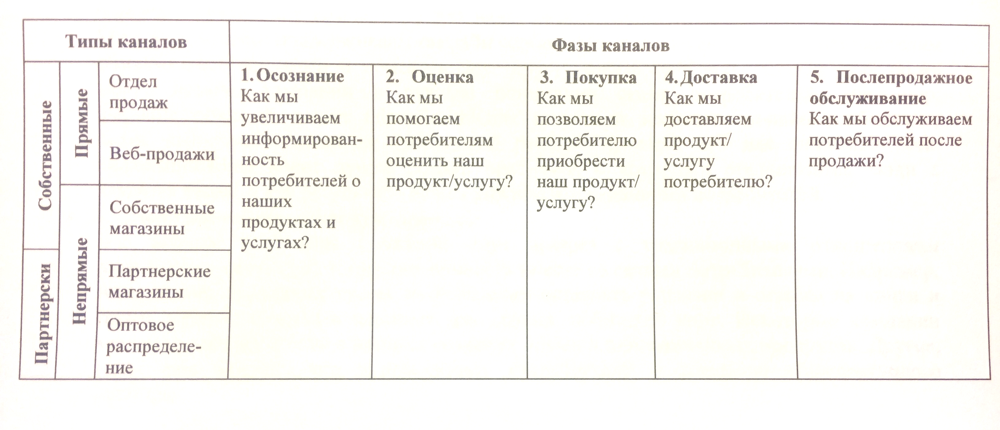 Типы каналов
Фазы каналов
Собственные
Партнерски
Прямые
Непрямые
Отдел
продаж
Веб-продажи
Собственные
магазины
Партнерские
магазины
Оптовое
распределе-
ние
1. Осознание
Как мы
увеличиваем
информирован-
ность
потребителей о
наших
продуктах и
услугах?
2. Оценка
Как мы
помогаем
потребителям
оценить наш
продукт/услугу?
3. Покупка
Как мы
позволяем
потребителю
приобрести
наш продукт/
услугу?
4. Доставка
Как мы
доставляем
продукт/
услугу
потребителю?
5. Послепродажное
обслуживание
Как мы обслуживаем
потребителей после
продажи?